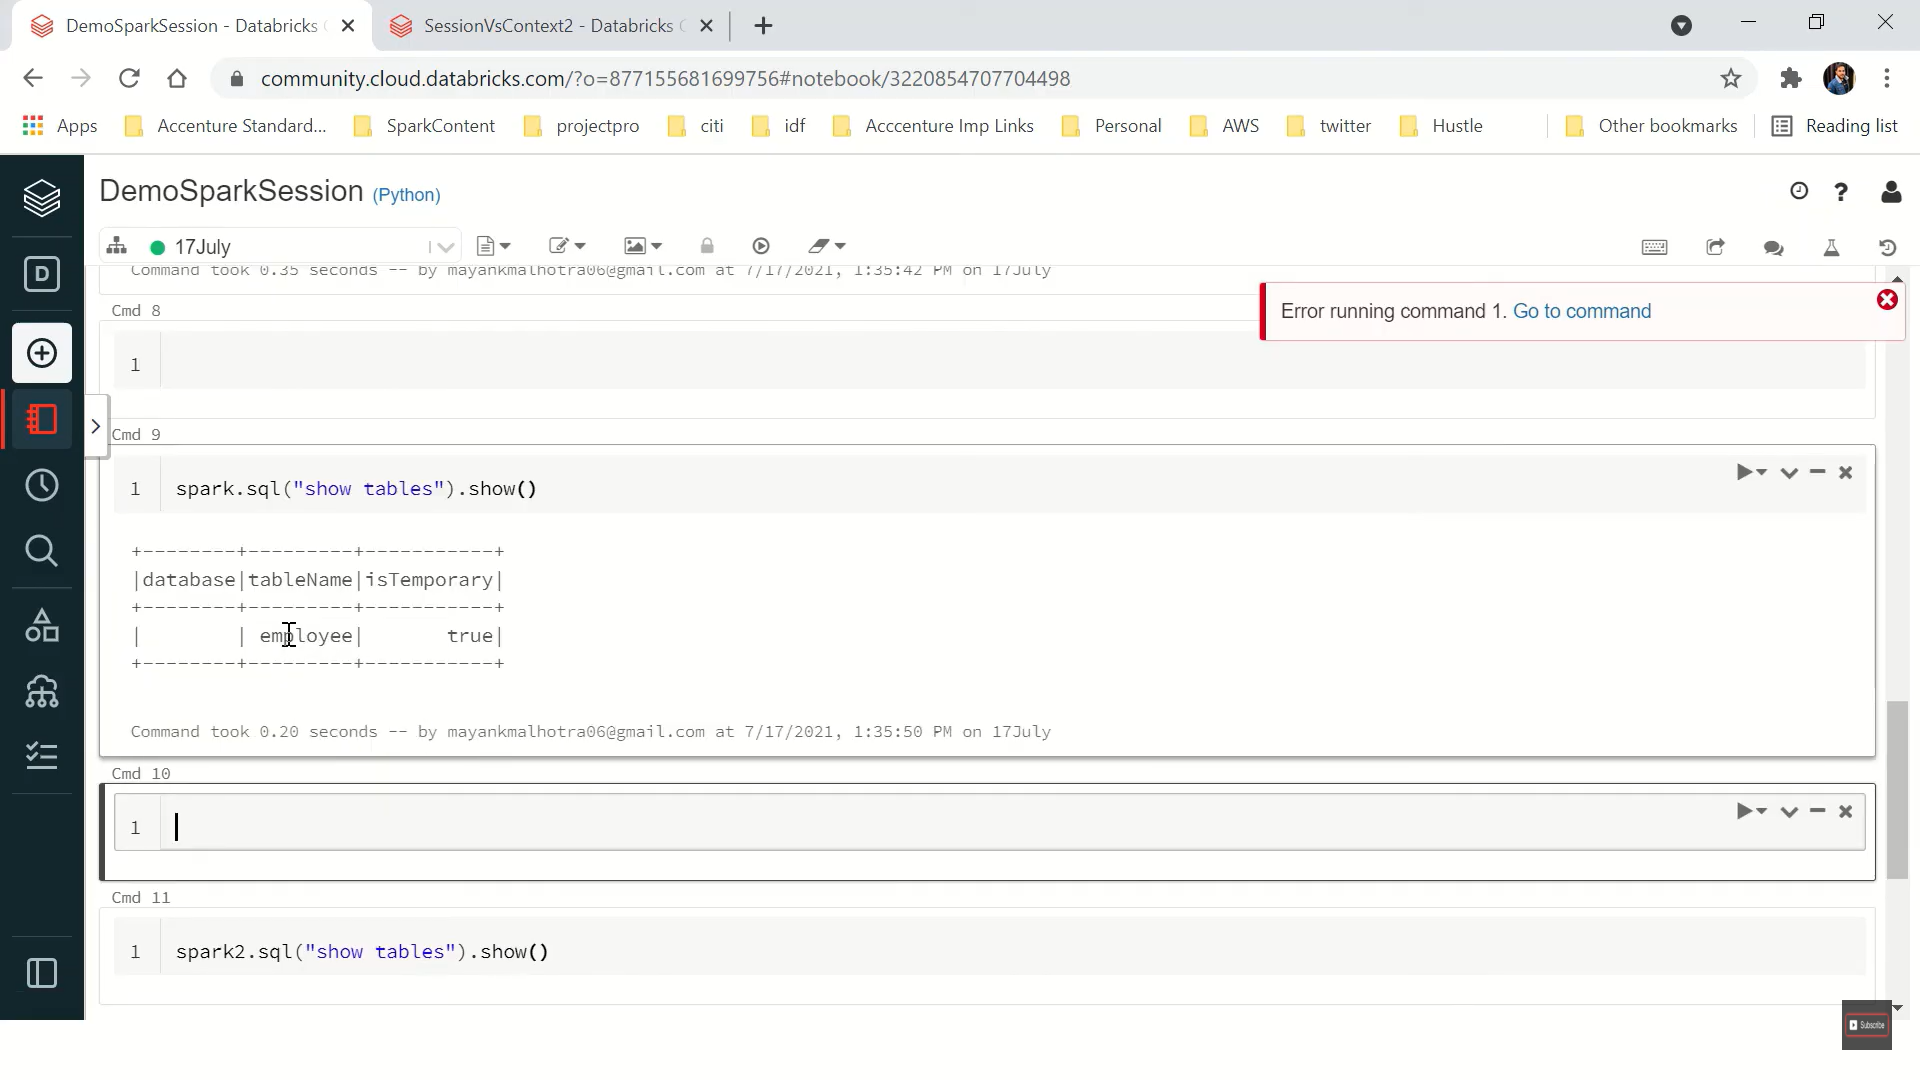 DemoSparkSession - Databricks
SessionVsContext2 - Databricks
community.cloud.databricks.com/?o=877155681699756#notebook/3220854707704498
Apps
Accenture Standard...
SparkContent
projectpro
citi
idf
Acccenture Imp Links
Personal
AWS
twitter
Hustle
Other bookmarks
Reading list
DemoSparkSession (Python)
?
D
17July
Command took 0.35 seconds -- by mayankmalhotra06@gmail.com at 7/17/2021, 1:35:42 PM on 17July
Error running command 1. Go to command
Cmd 8
1
Cmd 9
1 spark.sql("show tables").show()
+--------+---------+-----------+
|database|tableName|isTemporary|
+--------+---------+-----------+
|        | employee|       true|
+--------+---------+-----------+
Command took 0.20 seconds -- by mayankmalhotra06@gmail.com at 7/17/2021, 1:35:50 PM on 17July
Cmd 10
1
Cmd 11
1 spark2.sql("show tables").show()
Subscribe